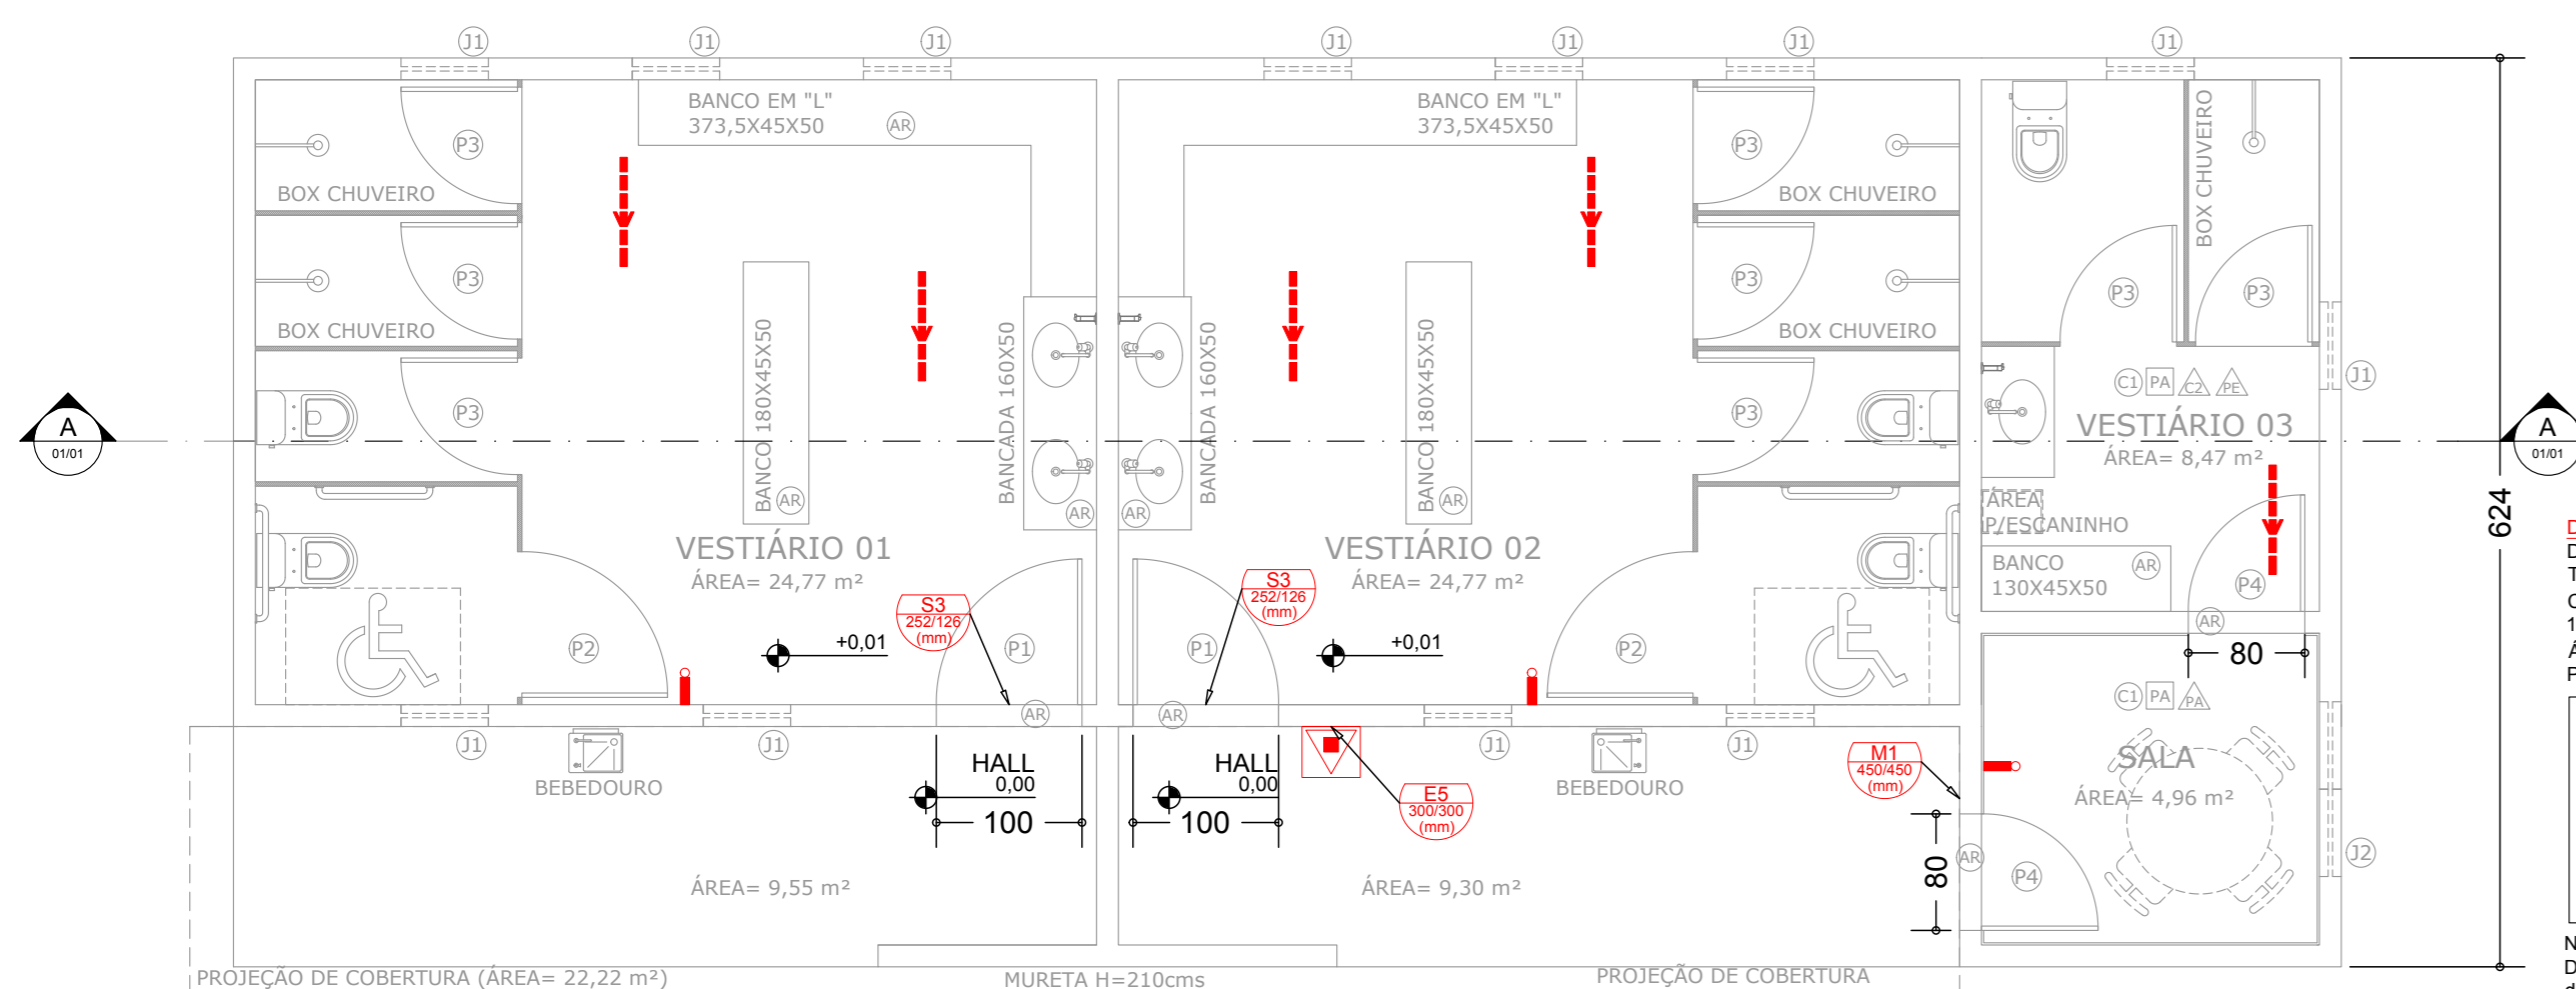 J1
J1
J1
J1
J1
J1
J1
BANCO EM "L"
373,5X45X50
AR
BANCO EM "L"
373,5X45X50
P3
BOX CHUVEIRO
P3
BOX CHUVEIRO
BOX CHUVEIRO
P3
BOX CHUVEIRO
P3
BOX CHUVEIRO
P3
P3
P3
P3
BANCO 180X45X50
AR
BANCADA 160X50
AR
AR
BANCADA 160X50
BANCO 180X45X50
AR
C1
PA
C2
PE
J1
VESTIÁRIO 03
ÁREA= 8,47 m²
A
01/01
A
01/01
624
ÁREA
P/ESCANINHO
BANCO
130X45X50
AR
P4
AR
80
VESTIÁRIO 01
ÁREA= 24,77 m²
VESTIÁRIO 02
ÁREA= 24,77 m²
S3
252/126
(mm)
S3
252/126
(mm)
P2
+0,01
P1
P1
+0,01
P2
AR
AR
C1
PA
PA
J1
J1
J1
J1
BEBEDOURO
HALL
0,00
100
HALL
0,00
100
E5
300/300
(mm)
BEBEDOURO
M1
450/450
(mm)
SALA
ÁREA= 4,96 m²
80
AR
P4
J2
ÁREA= 9,55 m²
ÁREA= 9,30 m²
PROJEÇÃO DE COBERTURA (ÁREA= 22,22 m²)
MURETA H=210cms
PROJEÇÃO DE COBERTURA